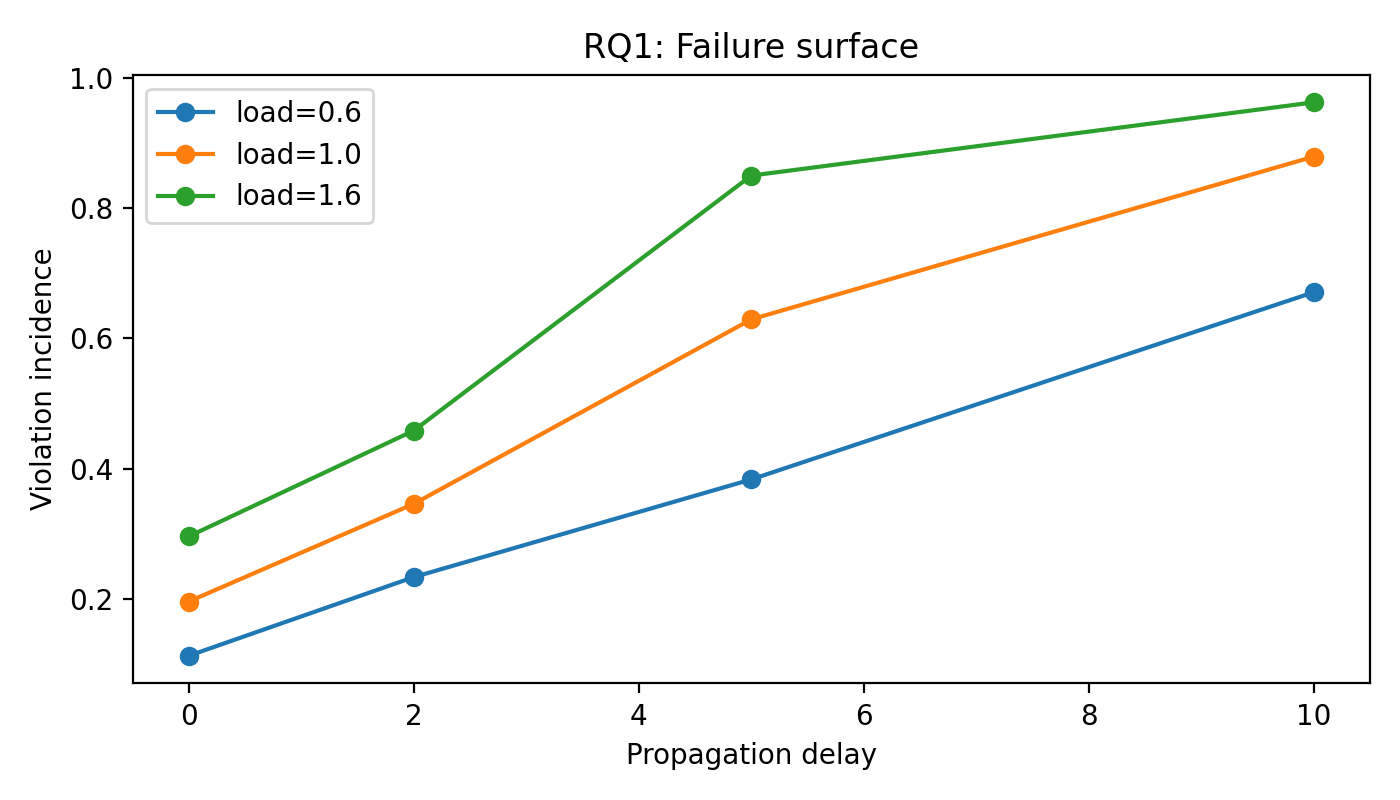 RQ1: Failure surface
1.0
0.8
0.6
0.4
0.2
Violation incidence
load=0.6
load=1.0
load=1.6
0 2 4 6 8 10
Propagation delay